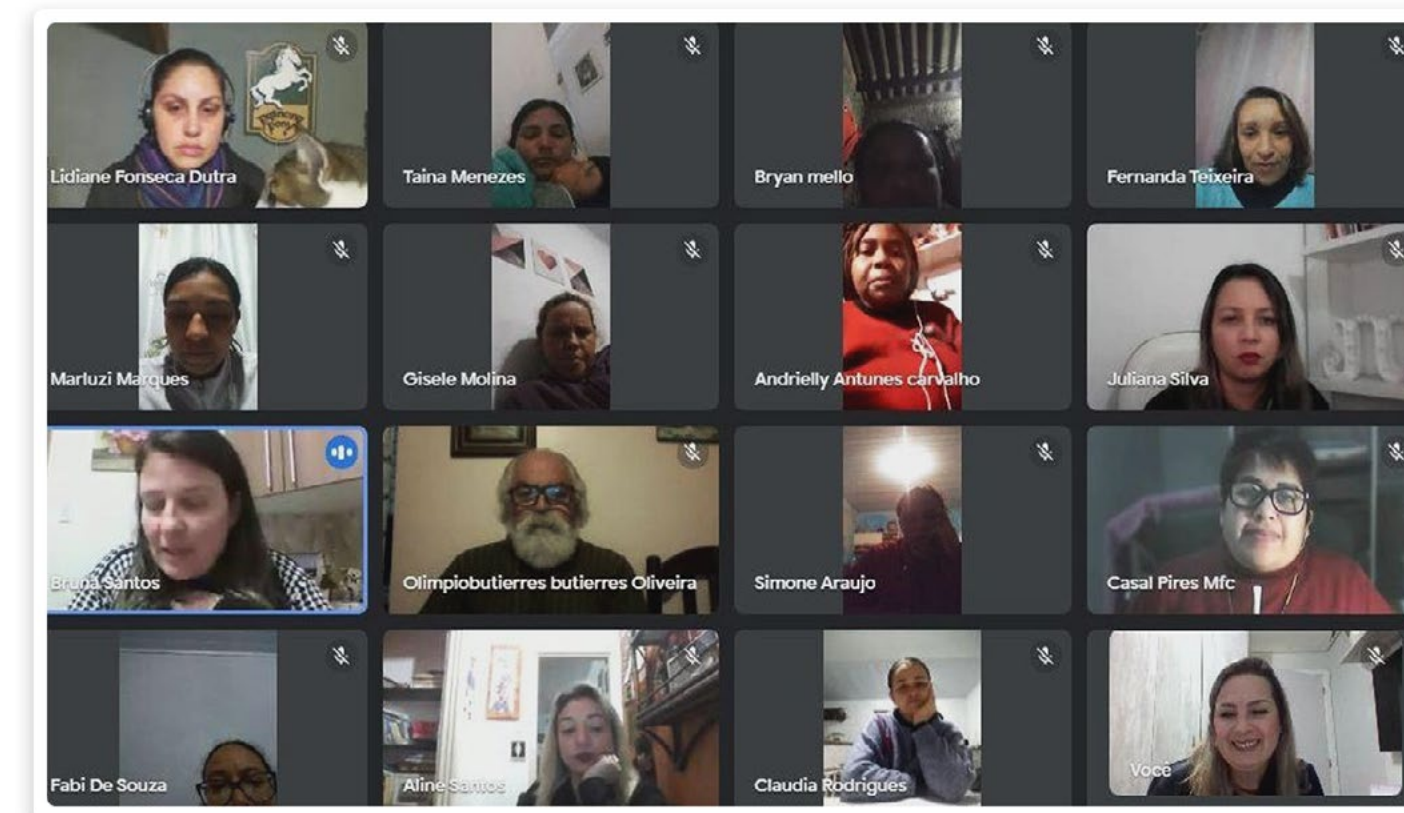 Lidiane Fonseca Dutra
Taina Menezes
Bryan mello
Fernanda Teixeira
Marluzi Marques
Gisele Molina
Andrielly Antunes carvalho
Juliana Silva
Bruna Santos
Olimpiobutierres butierres Oliveira
Simone Araujo
Casal Pires Mfc
Fabi De Souza
Aline Santos
Claudia Rodrigues
Você